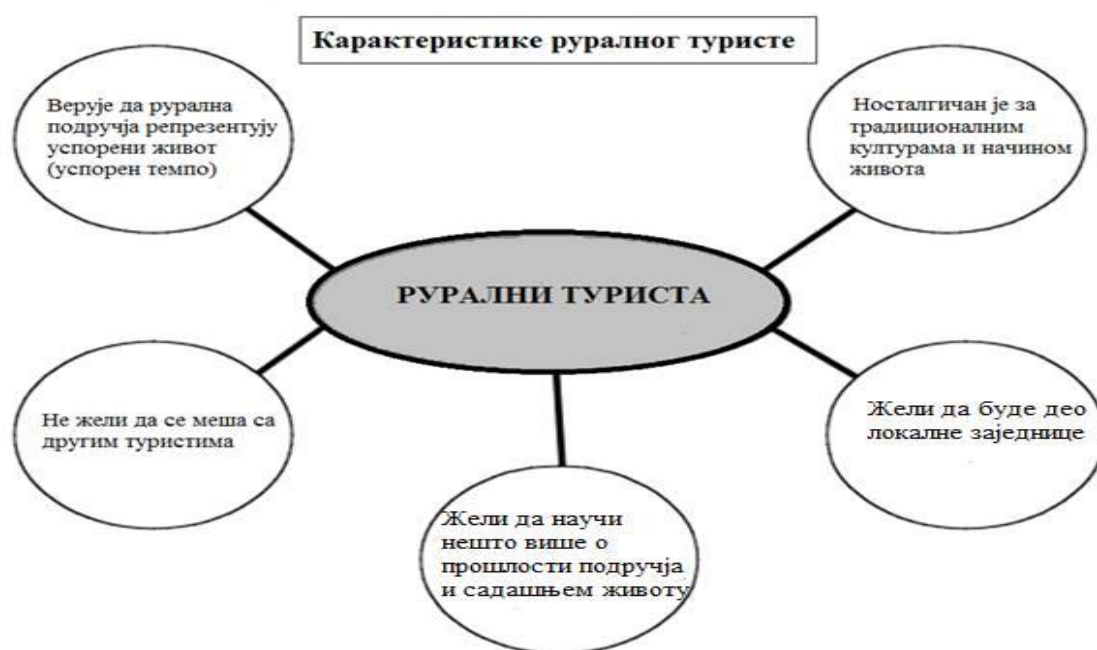 Карактеристике руралног туристе
Верује да рурална
подручја репрезентују
успорени живот
(успорен темпо)
Носталгичан је за
традиционалним
културама и начином
живота
РУРАЛНИ ТУРИСТА
Не жели да се меша са
другим туристима
Жели да буде део
локалне заједнице
Жели да научи
нешто више о
прошлости подручја
и садашњем животу